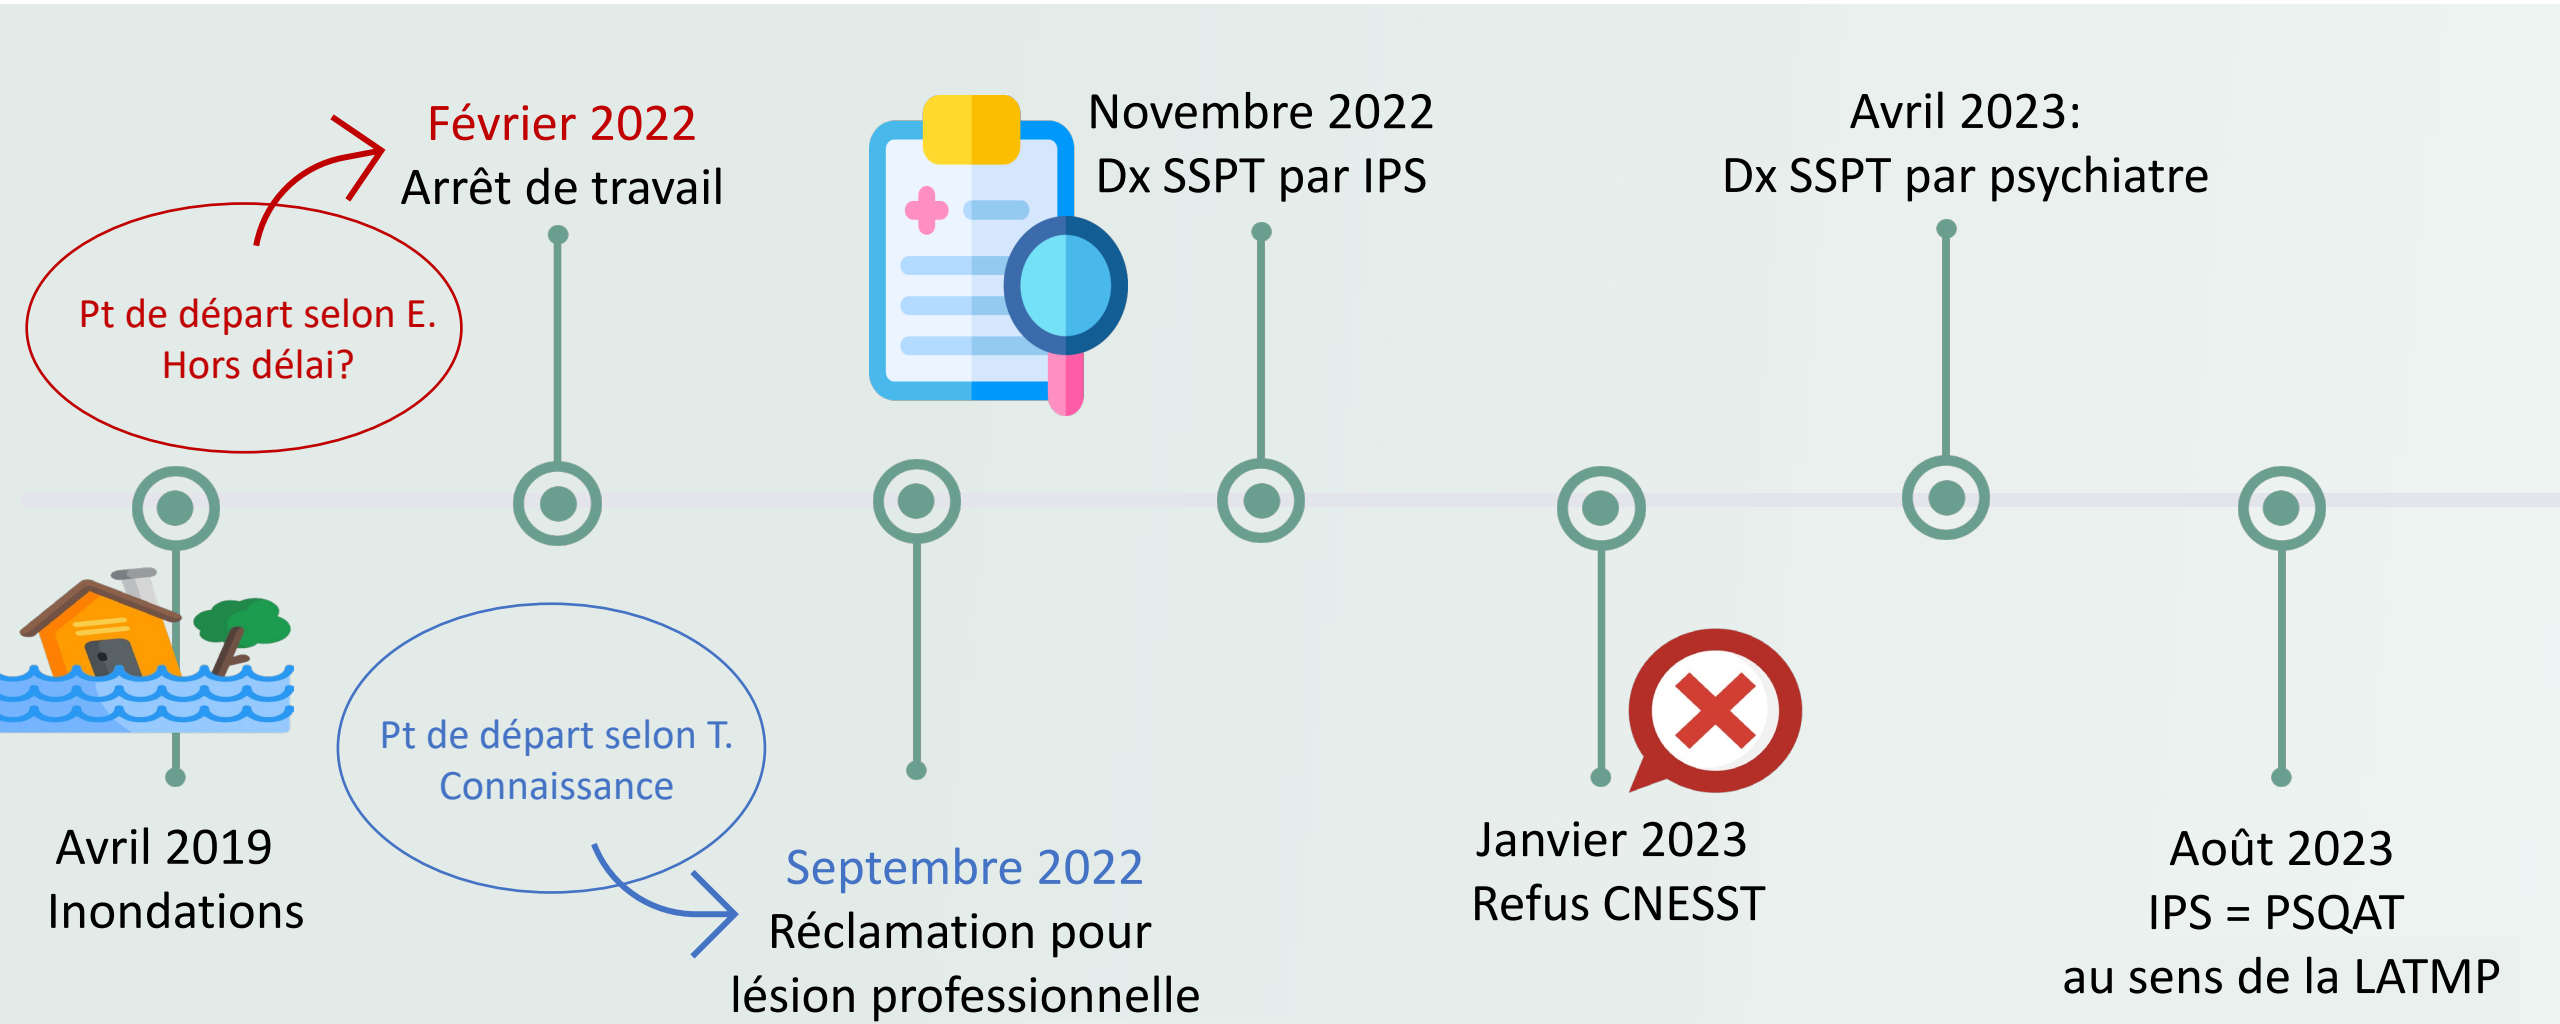 Février 2022
Arrêt de travail
Pt de départ selon E.
Hors délai?
Novembre 2022
Dx SSPT par IPS
Avril 2023:
Dx SSPT par psychiatre
Avril 2019
Inondations
Pt de départ selon T.
Connaissance
Septembre 2022
Réclamation pour
lésion professionnelle
Janvier 2023
Refus CNESST
Août 2023
IPS = PSQAT
au sens de la LATMP